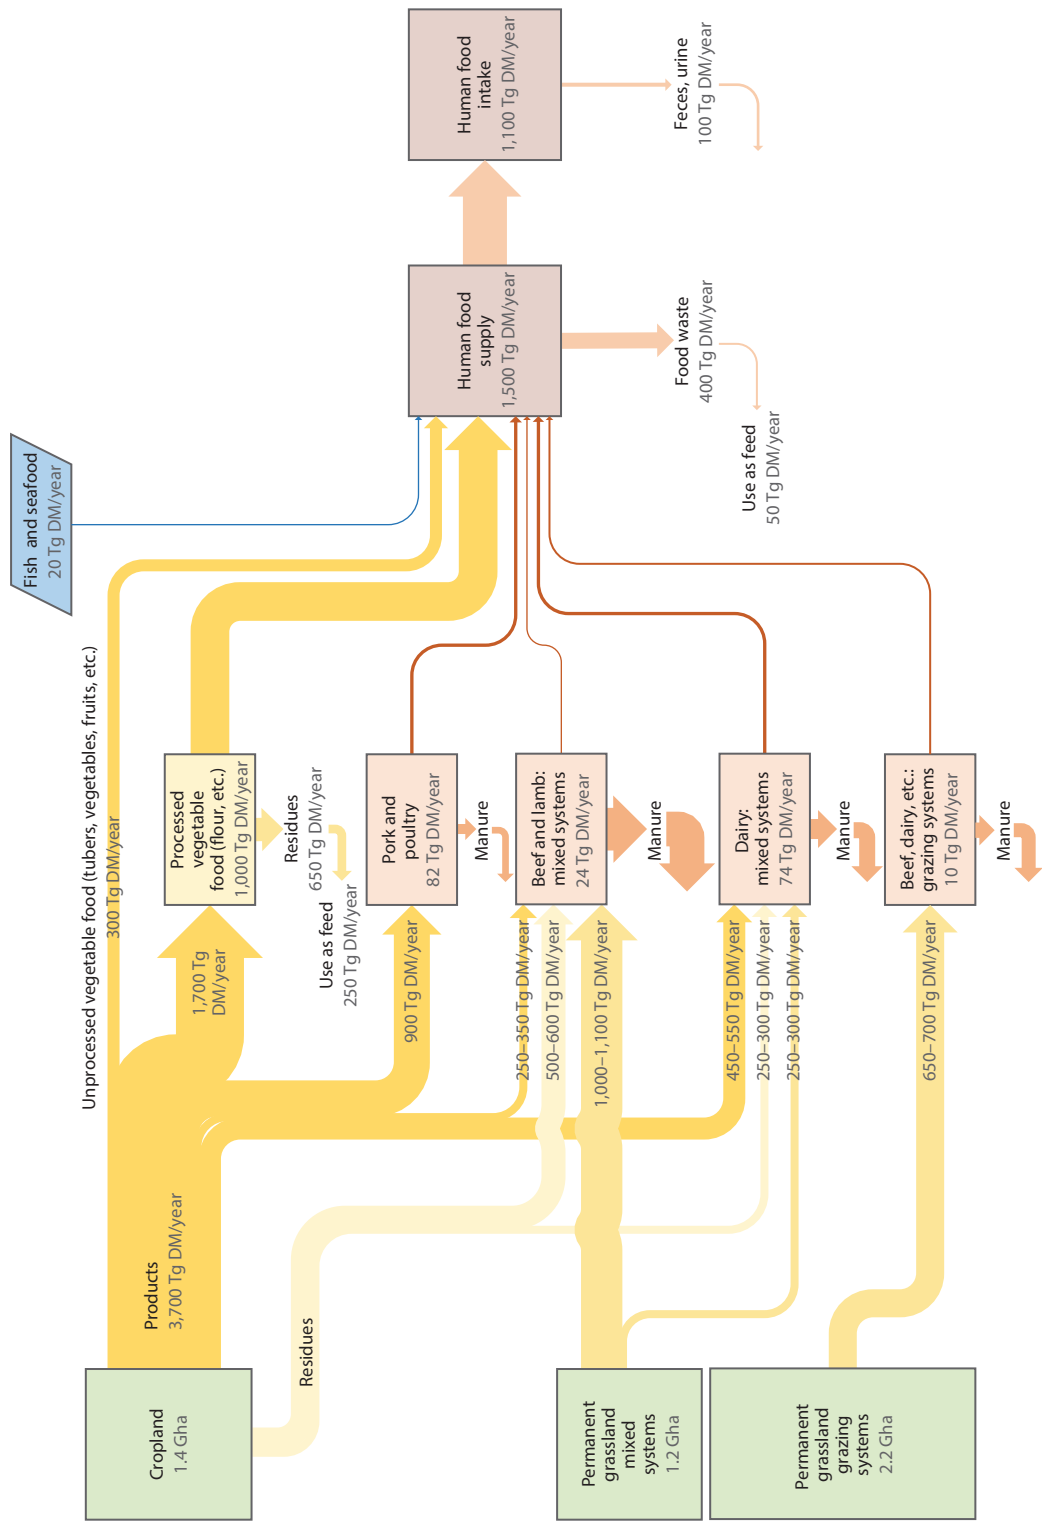 Cropland
1.4 Gha
Products
3,700 Tg DM/year
Residues
Permanent
grassland
mixed
systems
1.2 Gha
Permanent
grassland
grazing
systems
2.2 Gha
Unprocessed vegetable food (tubers, vegetables, fruits, etc.)
300 Tg DM/year
1,700 Tg
DM/year
900 Tg DM/year
250–350 Tg DM/year
500–600 Tg DM/year
1,000–1,100 Tg DM/year
450–550 Tg DM/year
250–300 Tg DM/year
250–300 Tg DM/year
650–700 Tg DM/year
Processed
vegetable
food (flour, etc.)
1,000 Tg DM/year
Residues
650 Tg DM/year
Use as feed
250 Tg DM/year
Pork and
poultry
82 Tg DM/year
Manure
Beef and lamb:
mixed systems
24 Tg DM/year
Manure
Dairy:
mixed systems
74 Tg DM/year
Manure
Beef, dairy, etc.:
grazing systems
10 Tg DM/year
Manure
Fish and seafood
20 Tg DM/year
Human food
supply
1,500 Tg DM/year
Food waste
400 Tg DM/year
Use as feed
50 Tg DM/year
Human food
intake
1,100 Tg DM/year
Feces, urine
100 Tg DM/year